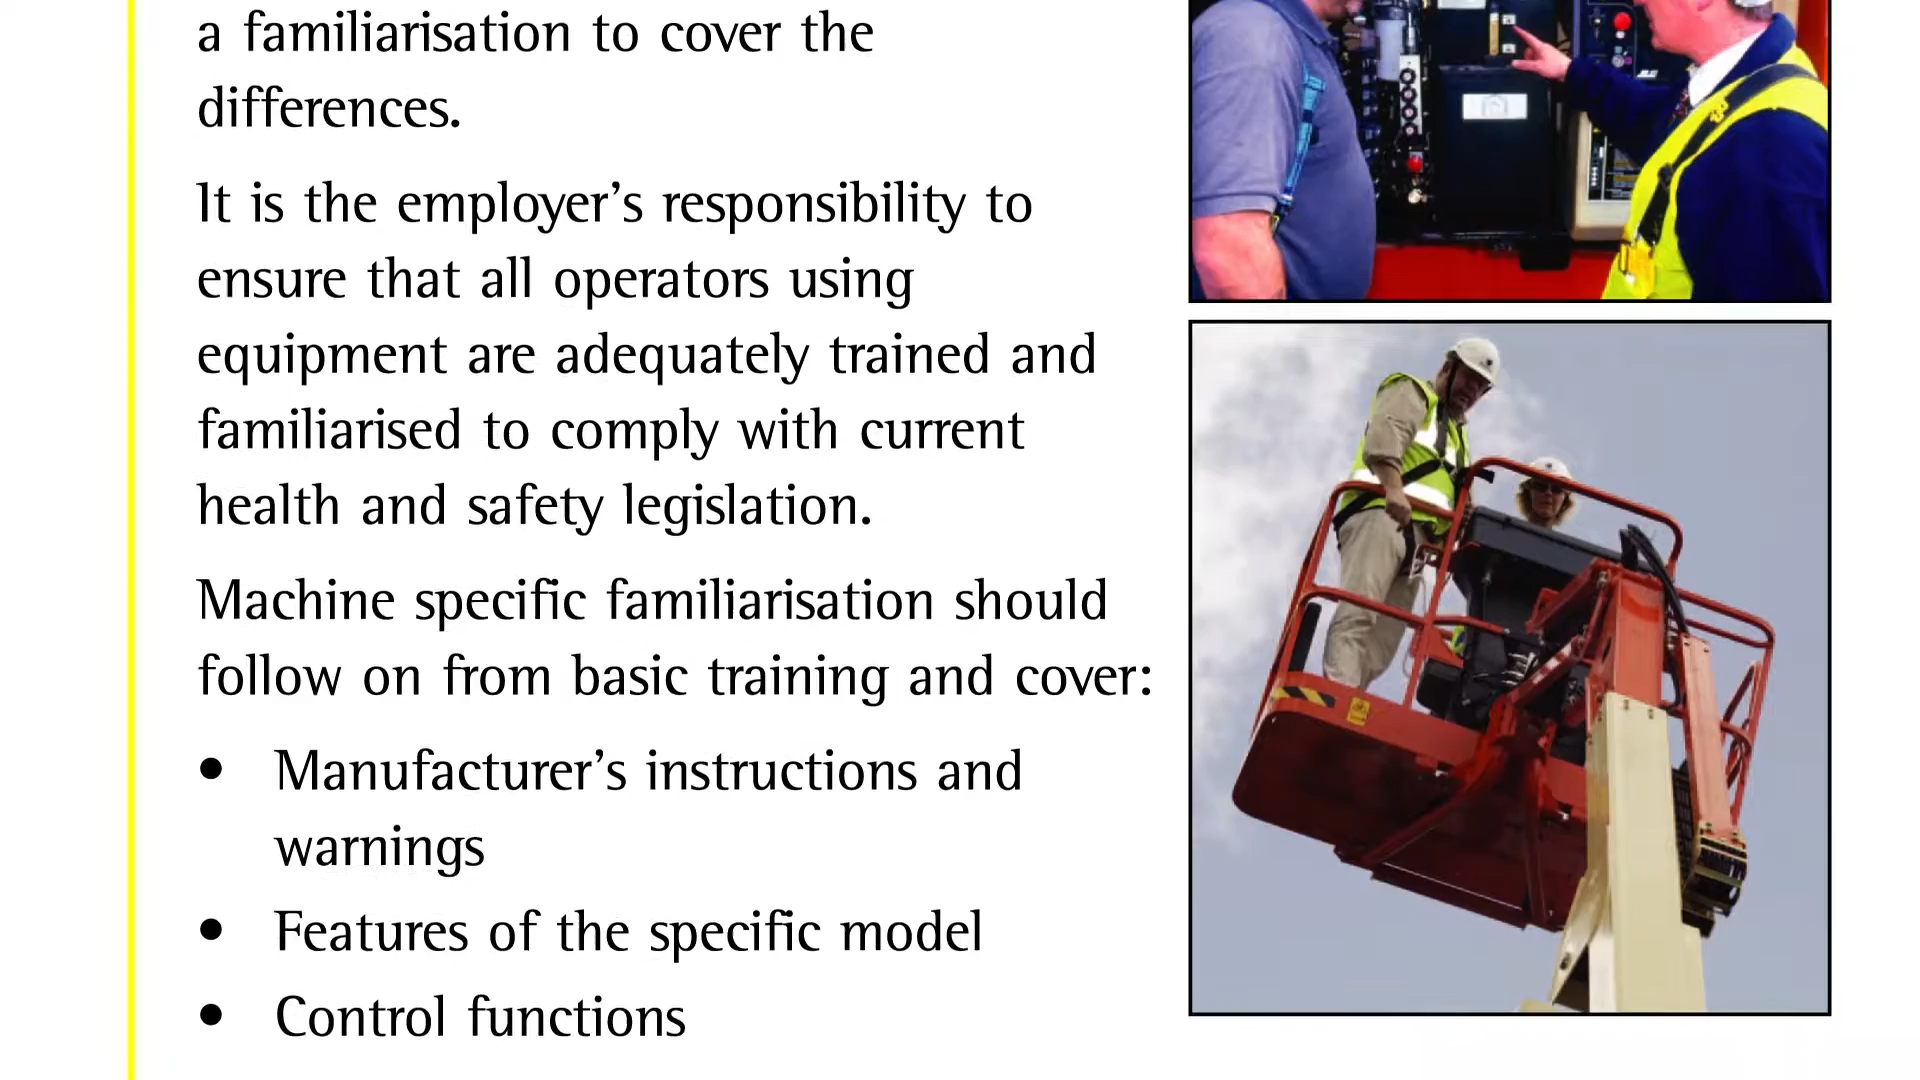 a familiarisation to cover the
differences.
It is the employer’s responsibility to
ensure that all operators using
equipment are adequately trained and
familiarised to comply with current
health and safety legislation.
Machine specific familiarisation should
follow on from basic training and cover:
• Manufacturer’s instructions and
warnings
• Features of the specific model
• Control functions